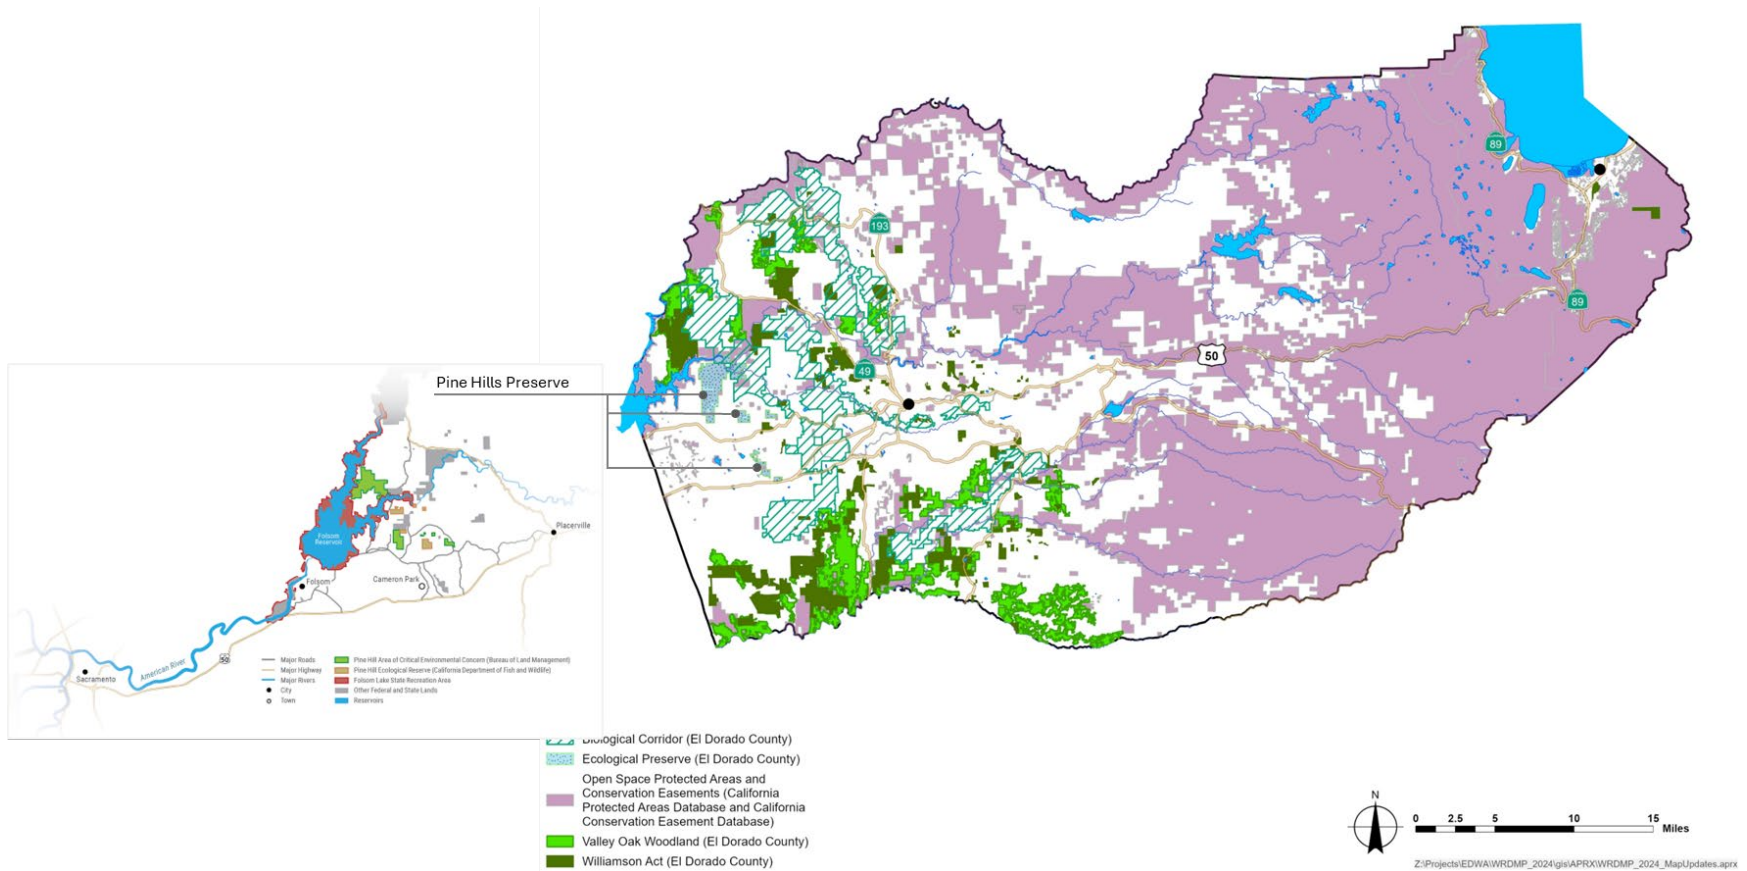 89
193
89
50
49
Pine Hills Preserve
Placerville
Folsom
Reservoir
Folsom
Cameron Park
American River
50
Sacramento
Major Roads
Major Highway
Major Rivers
City
Town
Pine Hill Area of Critical Environmental Concern (Bureau of Land Management)
Pine Hill Ecological Reserve (California Department of Fish and Wildlife)
Folsom Lake State Recreation Area
Other Federal and State Lands
Reservoirs
Biological Corridor (El Dorado County)
Ecological Preserve (El Dorado County)
Open Space Protected Areas and
Conservation Easements (California
Protected Areas Database and California
Conservation Easement Database)
Valley Oak Woodland (El Dorado County)
Williamson Act (El Dorado County)
N
0 2.5 5 10 15
Miles
Z:\Projects\EDWA\WRDMP_2024\gis\APRX\WRDMP_2024_MapUpdates.aprx